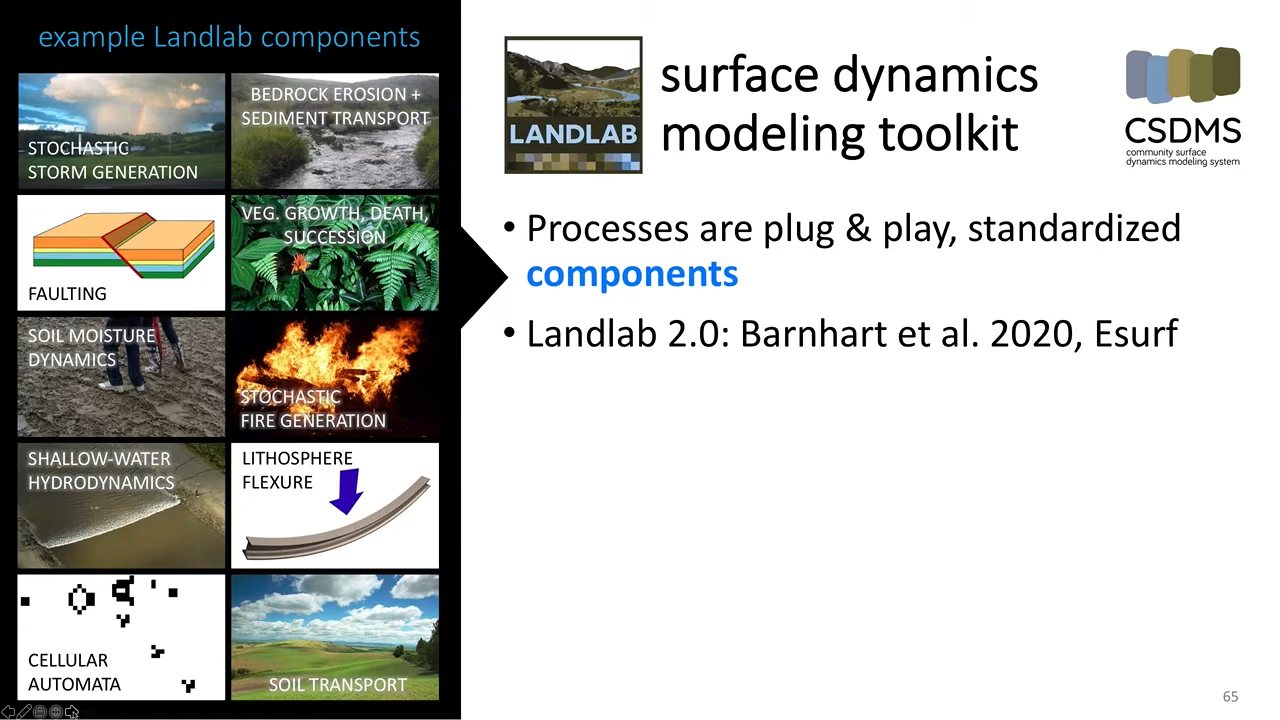 example Landlab components
STOCHASTIC
STORM GENERATION
BEDROCK EROSION +
SEDIMENT TRANSPORT
FAULTING
VEG. GROWTH, DEATH,
SUCCESSION
SOIL MOISTURE
DYNAMICS
STOCHASTIC
FIRE GENERATION
SHALLOW-WATER
HYDRODYNAMICS
LITHOSPHERE
FLEXURE
CELLULAR
AUTOMATA
SOIL TRANSPORT
LANDLAB
surface dynamics
modeling toolkit
CSDMS
community surface
dynamics modeling system
• Processes are plug & play, standardized
components
• Landlab 2.0: Barnhart et al. 2020, Esurf
65